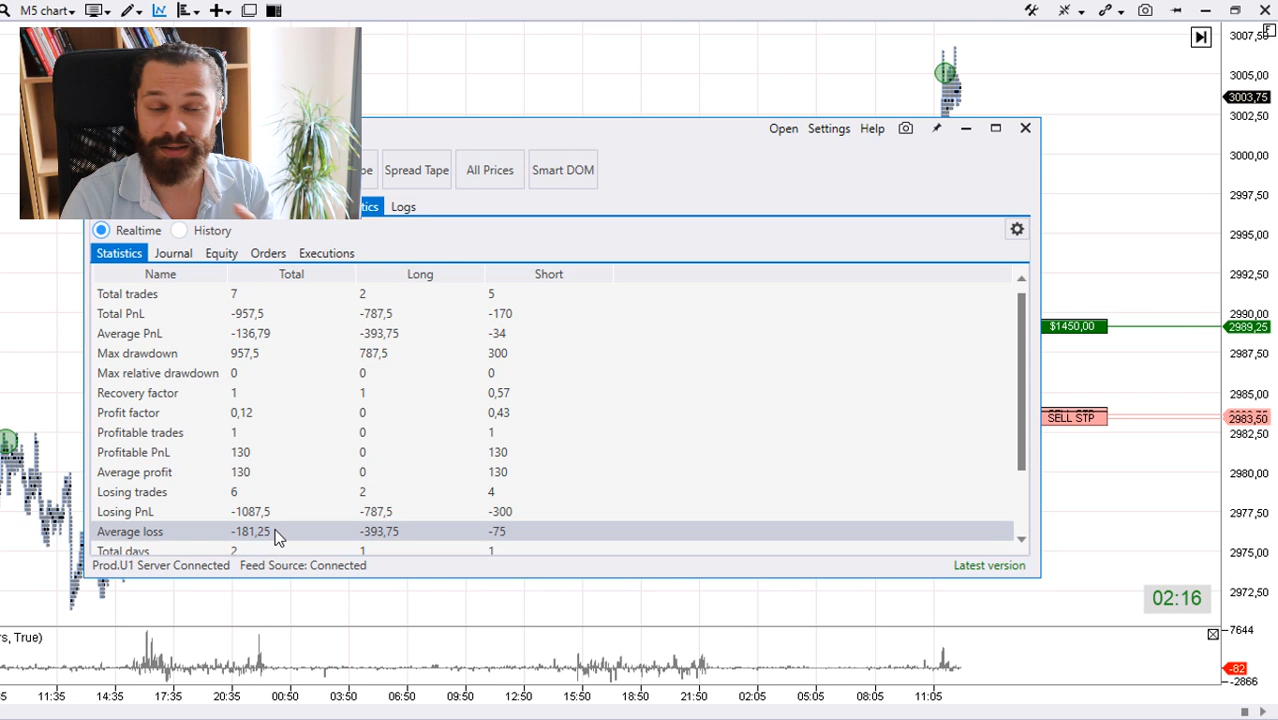 M5 chart
3007,50
3005,00
3003,75
3002,50
3000,00
2997,50
2995,00
2992,50
2990,00
$1450,00
2989,25
2987,50
2985,00
SELL STP
2983,50
2982,50
2980,00
2977,50
2975,00
2972,50
Open Settings Help
Spread Tape All Prices Smart DOM
tics Logs
Realtime History
Statistics Journal Equity Orders Executions
Name Total Long Short
Total trades 7 2 5
Total PnL -957,5 -787,5 -170
Average PnL -136,79 -393,75 -34
Max drawdown 957,5 787,5 300
Max relative drawdown 0 0 0
Recovery factor 1 1 0,57
Profit factor 0,12 0 0,43
Profitable trades 1 0 1
Profitable PnL 130 0 130
Average profit 130 0 130
Losing trades 6 2 4
Losing PnL -1087,5 -787,5 -300
Average loss -181,25 -393,75 -75
Total days 2 1 1
Prod.U1 Server Connected Feed Source: Connected Latest version
02:16
rs, True)
7644
-82
-2866
35 11:35 14:35 17:35 20:35 00:50 03:50 06:50 09:50 12:50 15:50 18:50 21:50 02:05 05:05 08:05 11:05